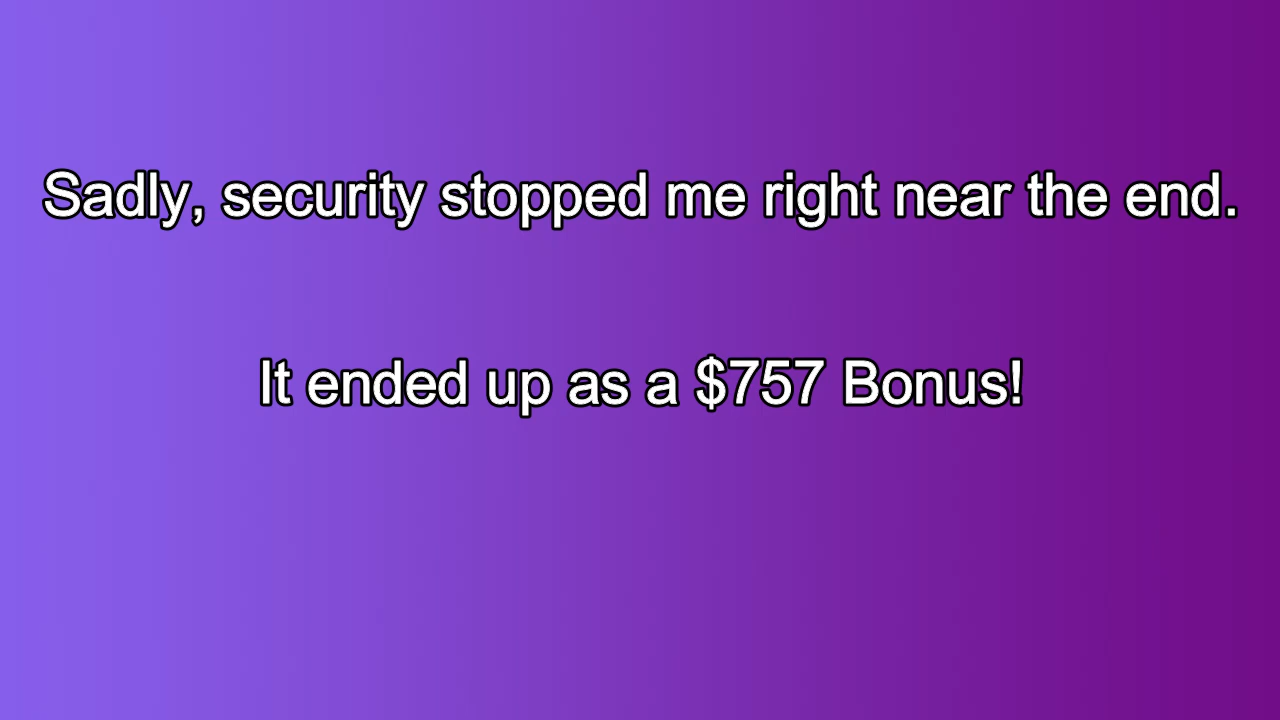 Sadly, security stopped me right near the end.
It ended up as a $757 Bonus!